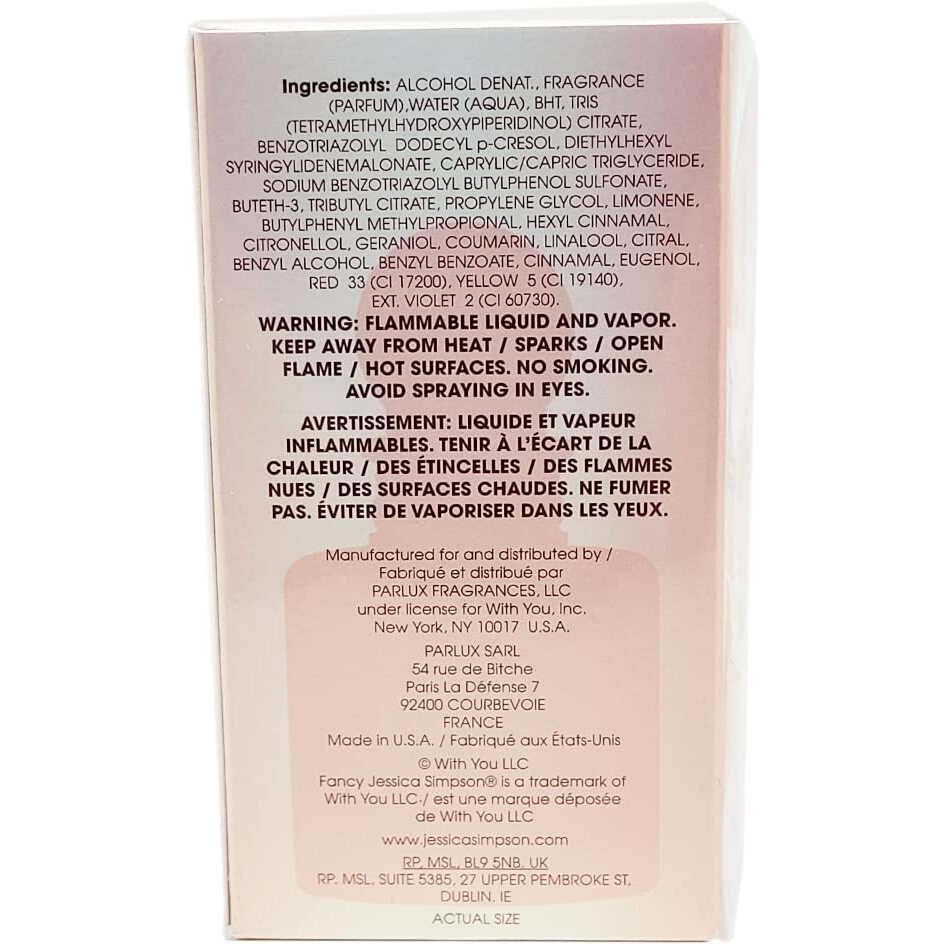 Ingredients: ALCOHOL DENAT., FRAGRANCE
(PARFUM),WATER (AQUA), BHT, TRIS
(TETRAMETHYLHYDROXYPIPERIDINOL) CITRATE,
BENZOTRIAZOLYL DODECYL p-CRESOL, DIETHYLHEXYL
SYRINGYLIDENEMALONATE, CAPRYLIC/CAPRIC TRIGLYCERIDE,
SODIUM BENZOTRIAZOLYL BUTYLPHENOL SULFONATE,
BUTETH-3, TRIBUTYL CITRATE, PROPYLENE GLYCOL, LIMONENE,
BUTYLPHENYL METHYLPROPIONAL, HEXYL CINNAMAL,
CITRONELLOL, GERANIOL, COUMARIN, LINALOOL, CITRAL,
BENZYL ALCOHOL, BENZYL BENZOATE, CINNAMAL, EUGENOL,
RED 33 (CI 17200), YELLOW 5 (CI 19140),
EXT. VIOLET 2 (CI 60730).
WARNING: FLAMMABLE LIQUID AND VAPOR.
KEEP AWAY FROM HEAT / SPARKS / OPEN
FLAME / HOT SURFACES. NO SMOKING.
AVOID SPRAYING IN EYES.
AVERTISSEMENT: LIQUIDE ET VAPEUR
INFLAMMABLES. TENIR À L'ÉCART DE LA
CHALEUR / DES ÉTINCELLES / DES FLAMMES
NUES / DES SURFACES CHAUDES. NE FUMER
PAS. ÉVITER DE VAPORISER DANS LES YEUX.
Manufactured for and distributed by /
Fabriqué et distribué par
PARLUX FRAGRANCES, LLC
under license for With You, Inc.
New York, NY 10017 U.S.A.
PARLUX SARL
54 rue de Bitche
Paris La Défense 7
92400 COURBEVOIE
FRANCE
Made in U.S.A. / Fabriqué aux États-Unis
© With You LLC
Fancy Jessica Simpson® is a trademark of
With You LLC / est une marque déposée
de With You LLC
www.jessicasimpson.com
RP, MSL, BL9 5NB, UK
RP. MSL, SUITE 5385, 27 UPPER PEMBROKE ST,
DUBLIN. IE
ACTUAL SIZE